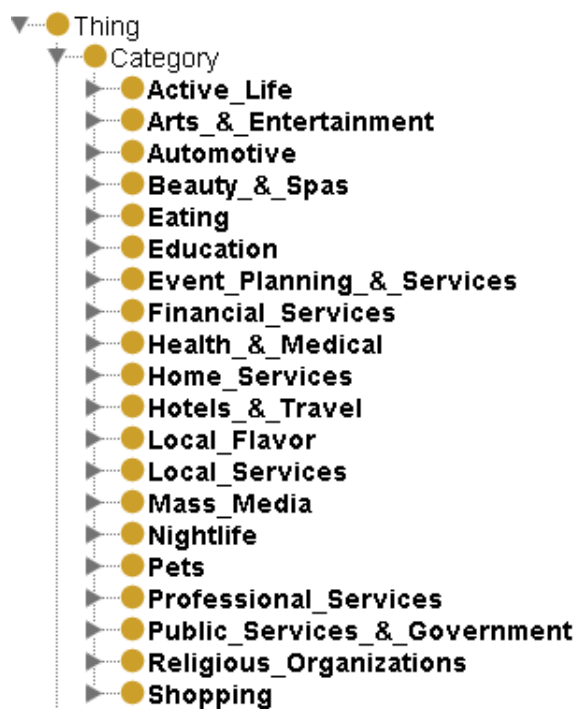 Thing
Category
Active_Life
Arts_&_Entertainment
Automotive
Beauty_&_Spas
Eating
Education
Event_Planning_&_Services
Financial_Services
Health_&_Medical
Home_Services
Hotels_&_Travel
Local_Flavor
Local_Services
Mass_Media
Nightlife
Pets
Professional_Services
Public_Services_&_Government
Religious_Organizations
Shopping